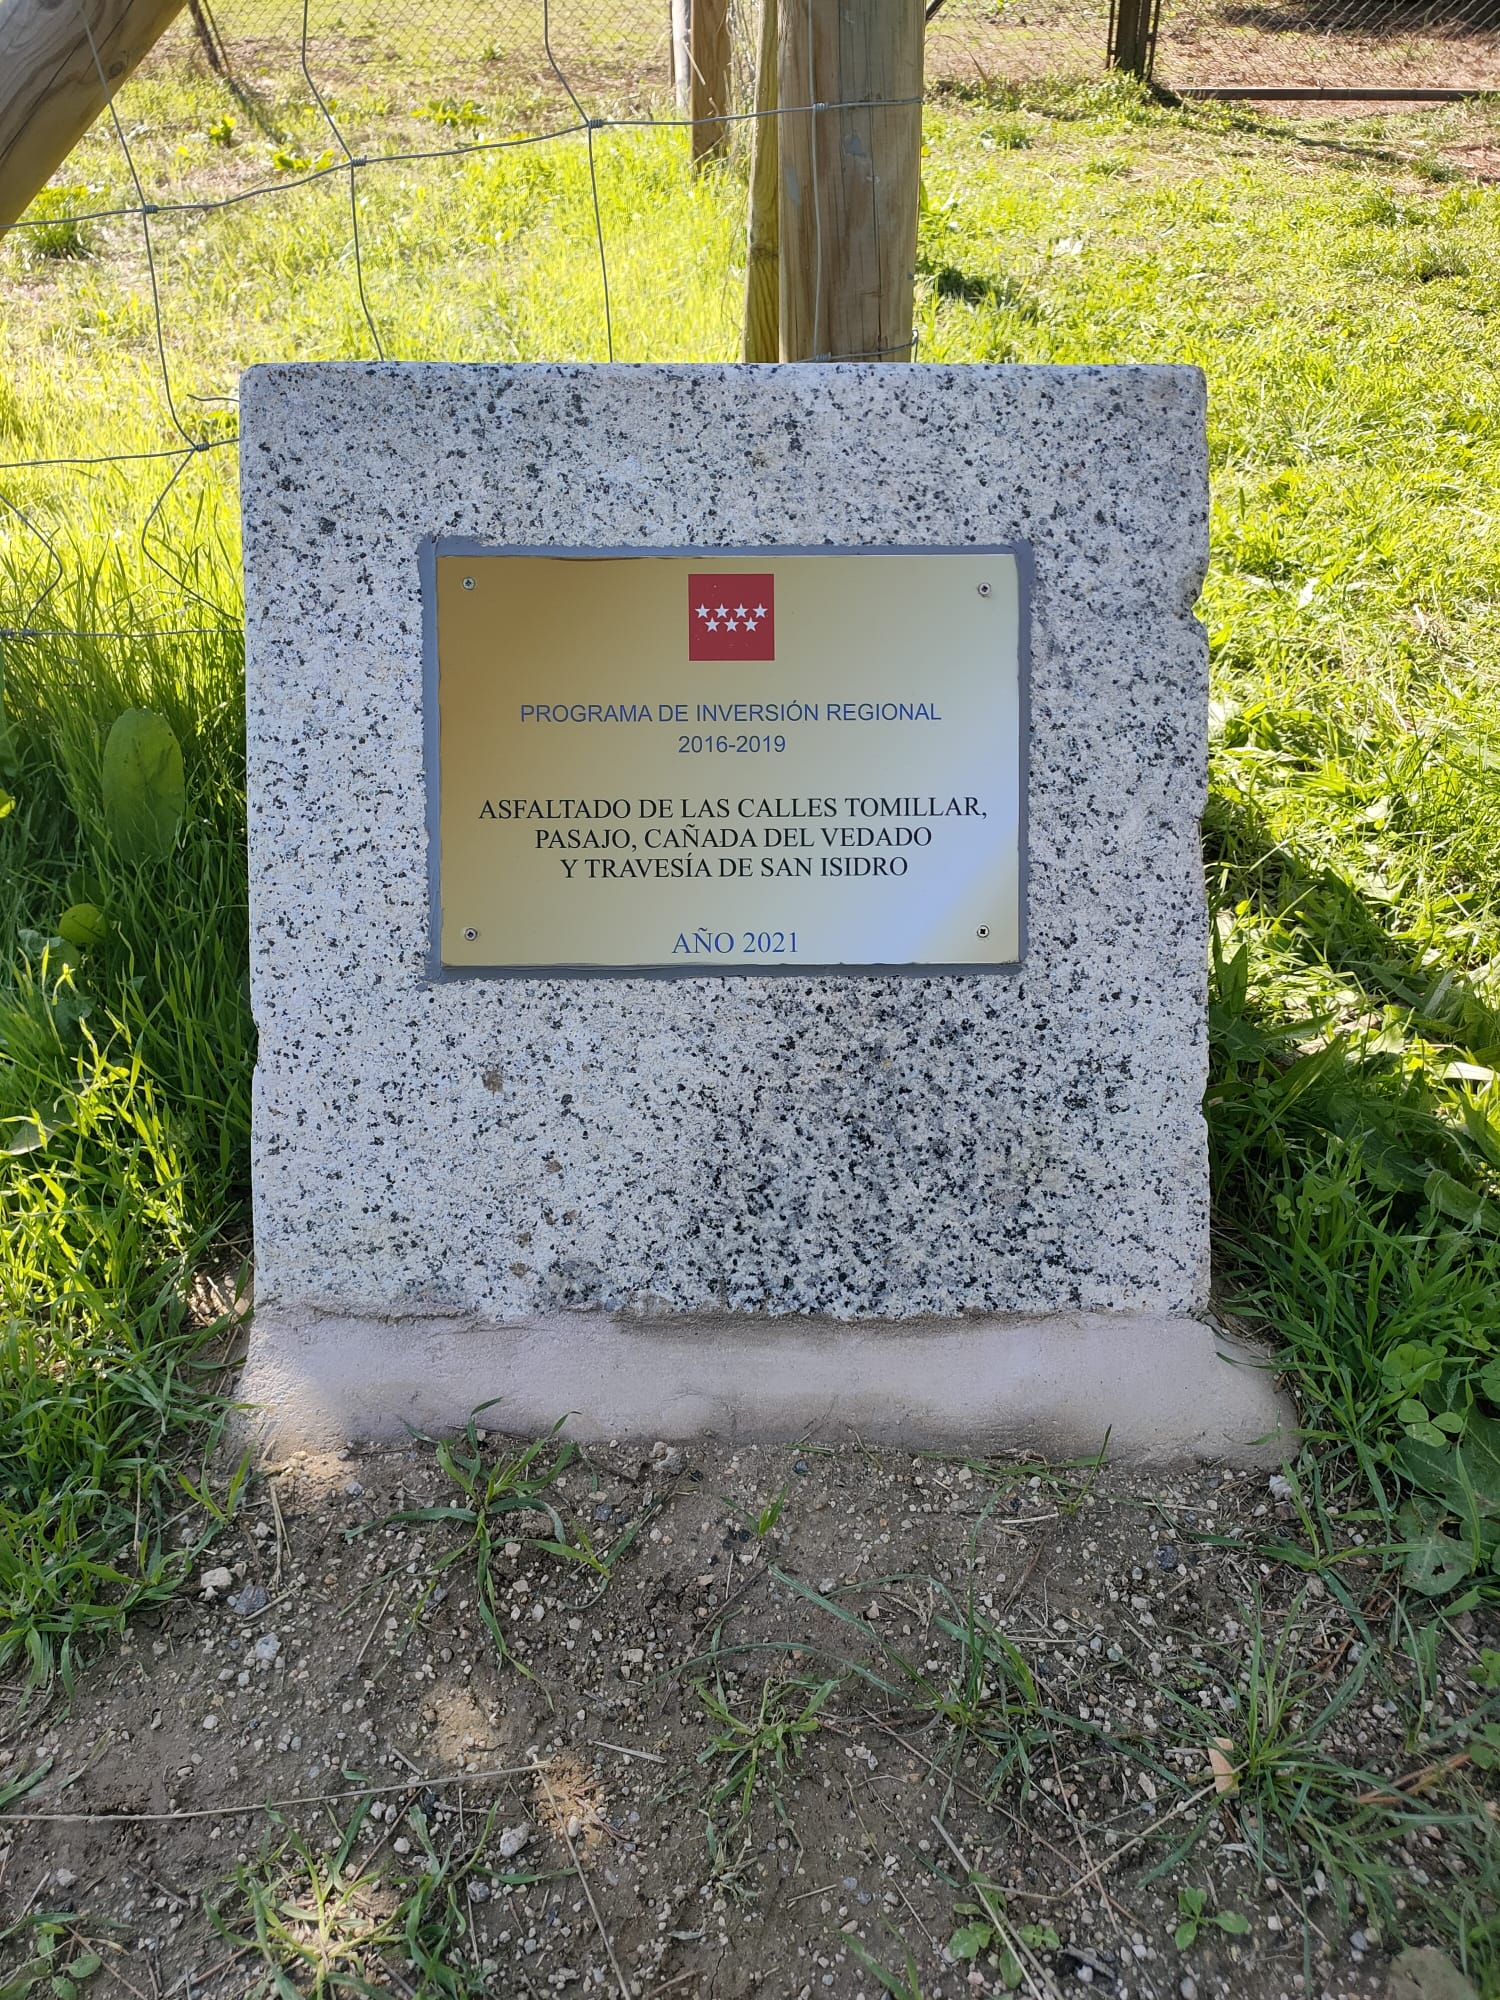 PROGRAMA DE INVERSIÓN REGIONAL
2016-2019
ASFALTADO DE LAS CALLES TOMILLAR,
PASAJO, CAÑADA DEL VEDADO
Y TRAVESÍA DE SAN ISIDRO
AÑO 2021